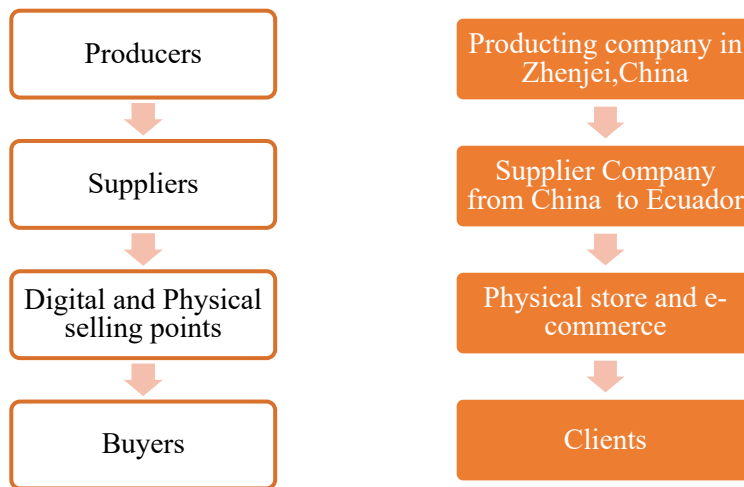 Producers
Suppliers
Digital and Physical
selling points
Buyers
Producting company in
Zhenjei,China
Supplier Company
from China to Ecuador
Physical store and e-
commerce
Clients